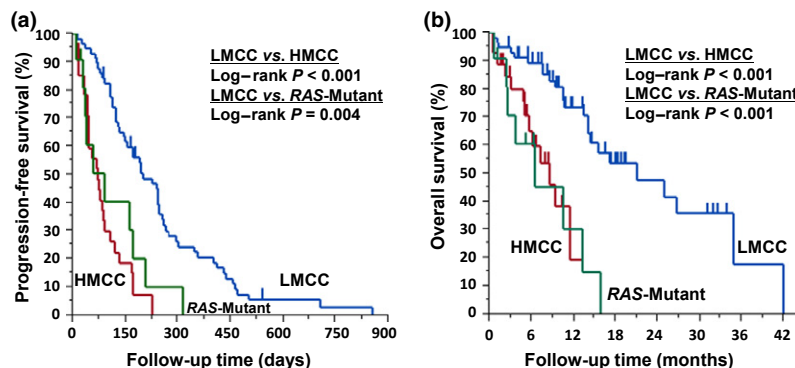 (a)
Progression-free survival (%)
100
90
80
70
60
50
40
30
20
10
0
LMCC vs. HMCC
Log–rank P < 0.001
LMCC vs. RAS-Mutant
Log–rank P = 0.004
HMCC
LMCC
RAS-Mutant
0 150 300 450 600 750 900
Follow-up time (days)
(b)
Overall survival (%)
100
90
80
70
60
50
40
30
20
10
0
LMCC vs. HMCC
Log–rank P < 0.001
LMCC vs. RAS-Mutant
Log–rank P < 0.001
HMCC
LMCC
RAS-Mutant
0 6 12 18 24 30 36 42
Follow-up time (months)